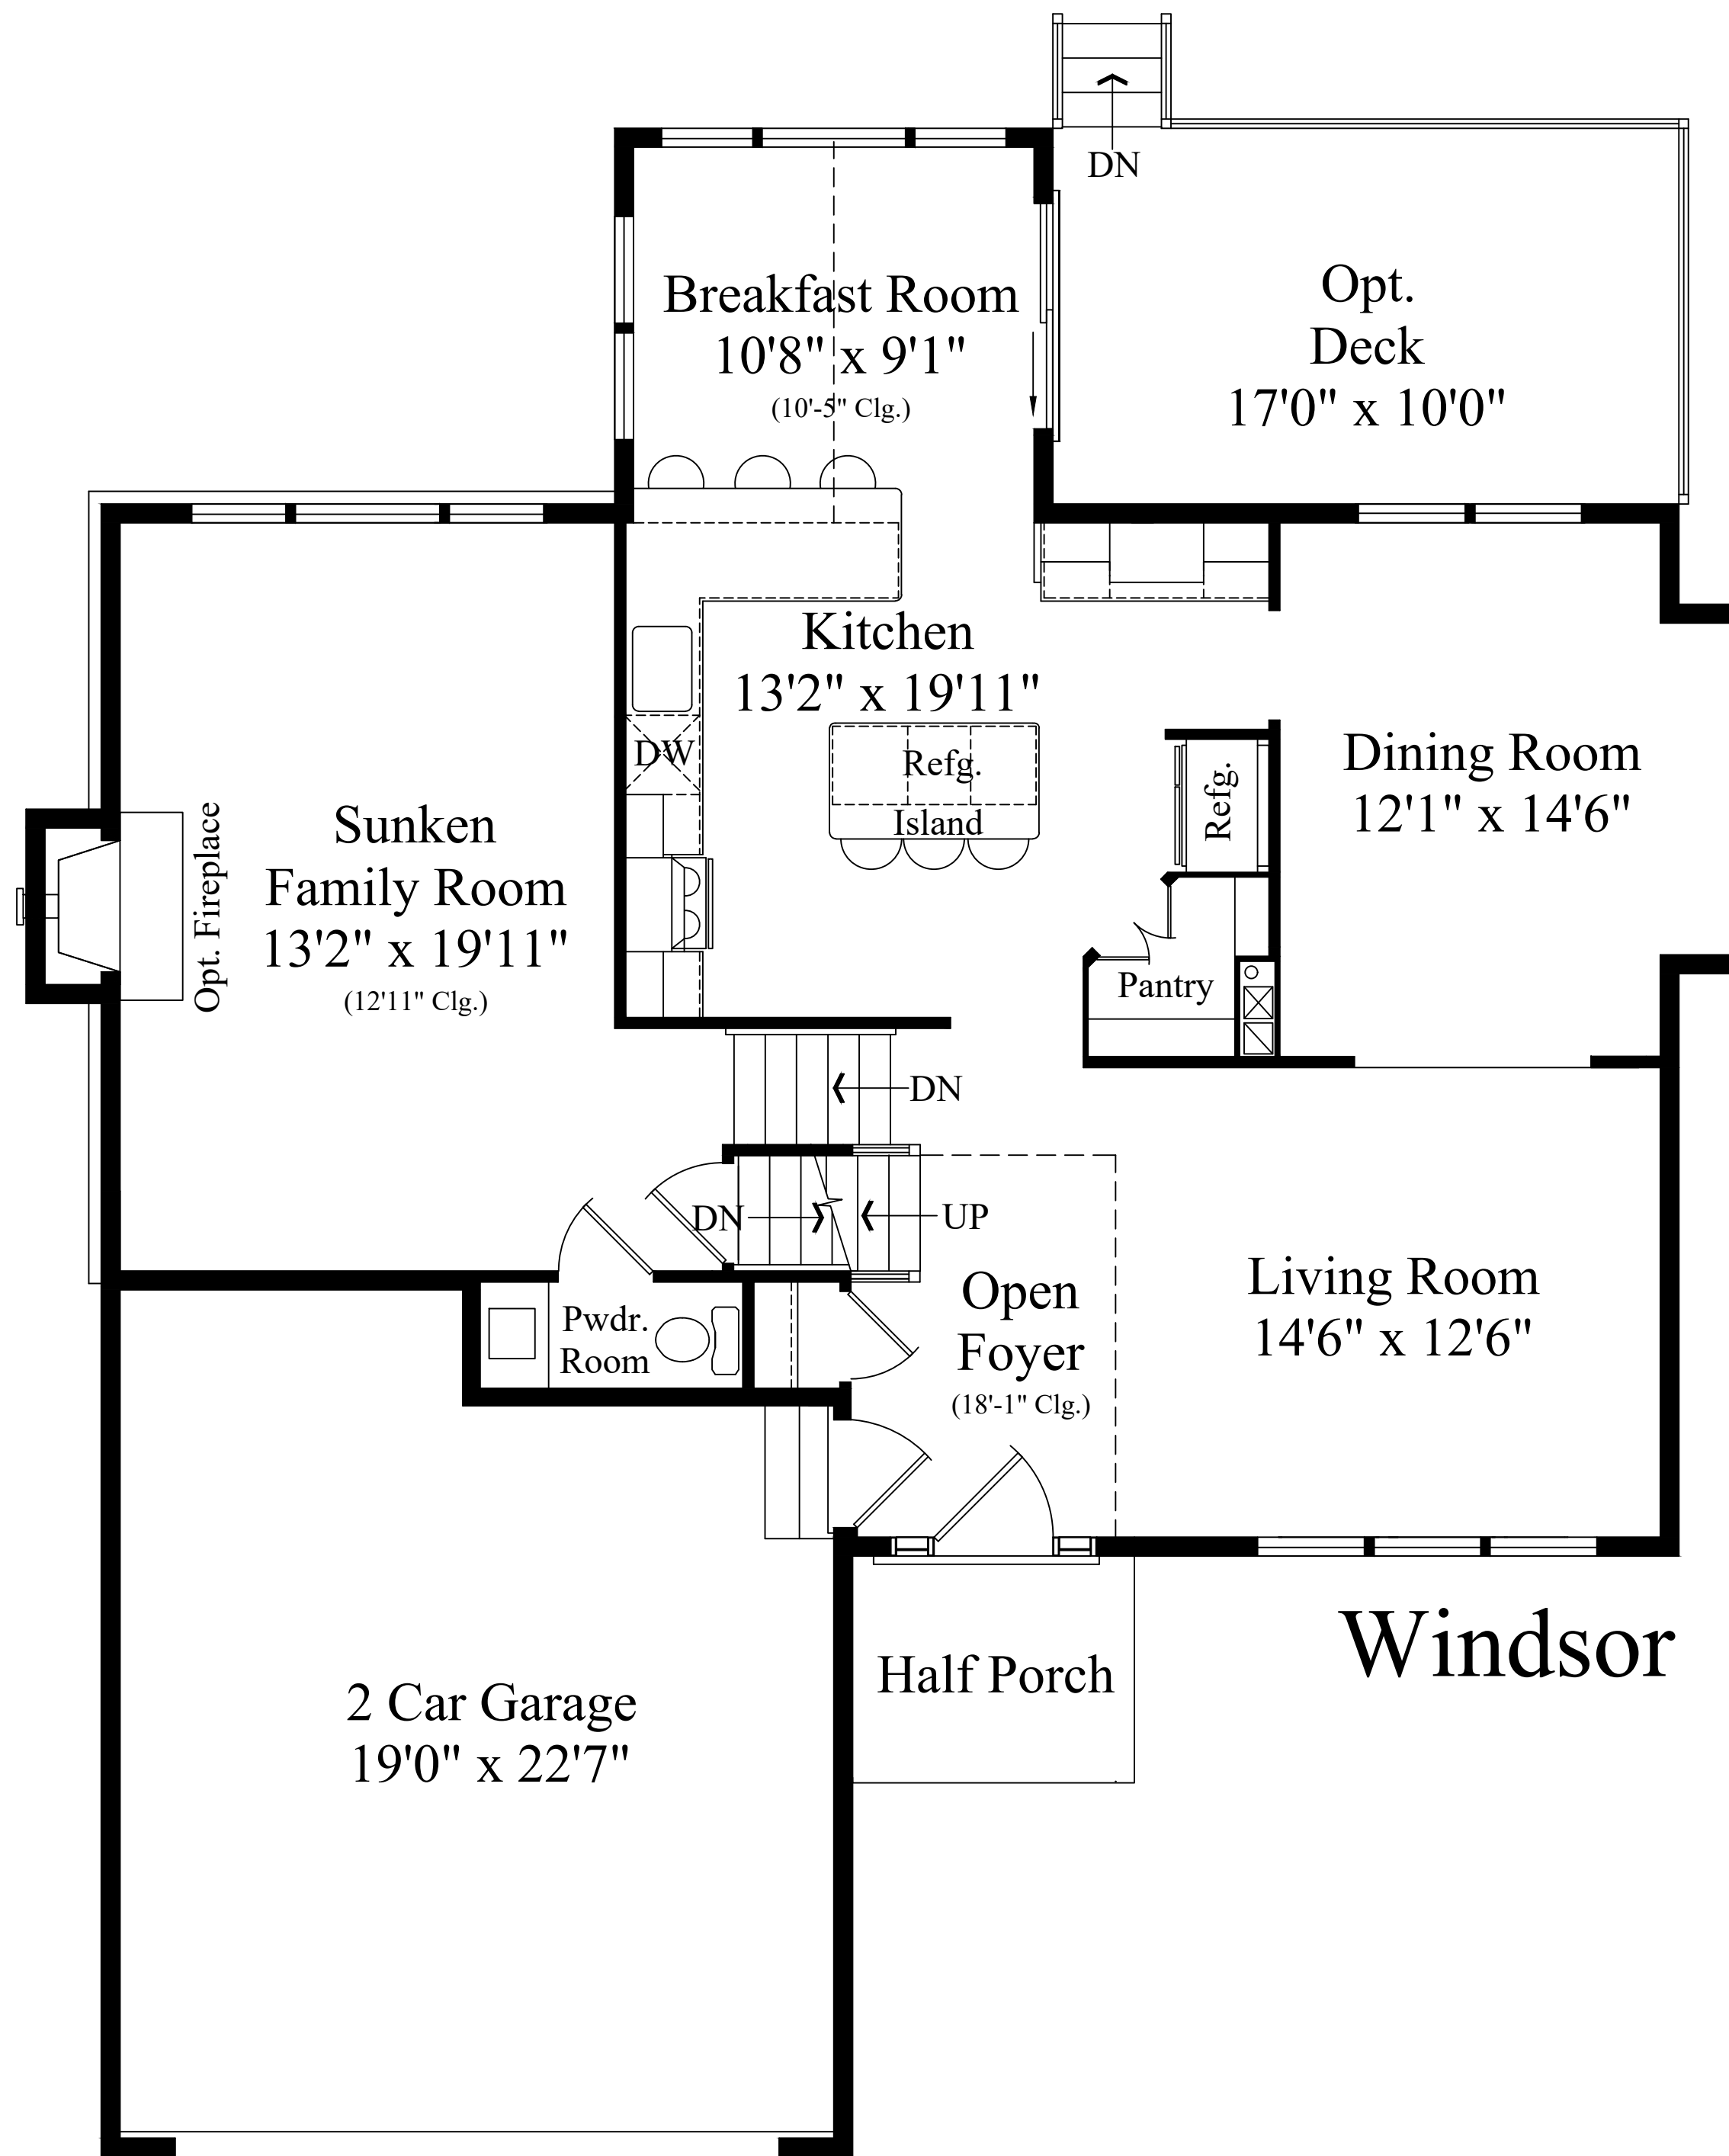 DN
Breakfast Room
10'8" x 9'1"
(10'-5" Clg.)
Opt.
Deck
17'0" x 10'0"
Kitchen
13'2" x 19'11"
DW
Refg.
Island
Refg.
Dining Room
12'1" x 14'6"
Sunken
Family Room
13'2" x 19'11"
(12'11" Clg.)
Opt. Fireplace
Pantry
DN
DN
UP
Open
Foyer
(18'-1" Clg.)
Living Room
14'6" x 12'6"
Pwdr.
Room
Half Porch
Windsor
2 Car Garage
19'0" x 22'7"